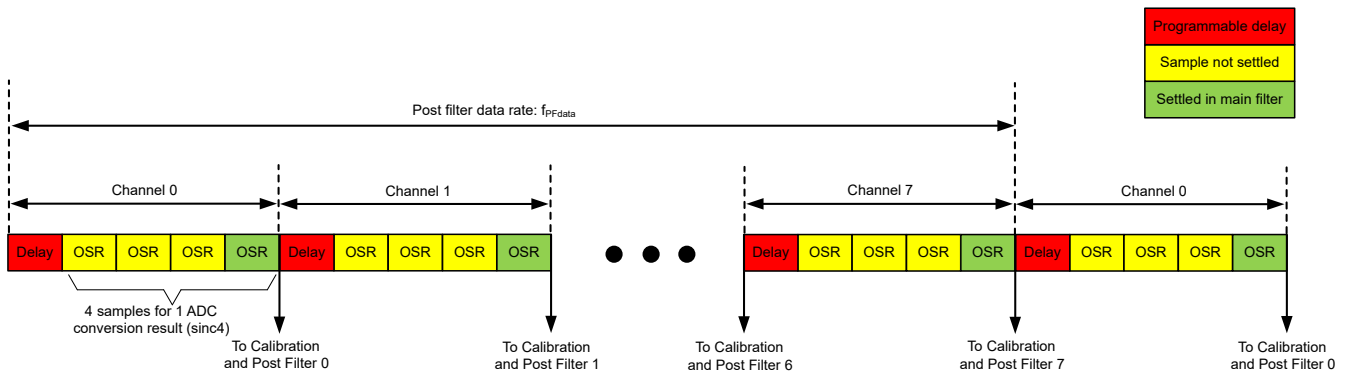 Programmable delay
Sample not settled
Settled in main filter
Post filter data rate: fPFdata
Channel 0
Channel 1
Channel 7
Channel 0
Delay OSR OSR OSR OSR Delay OSR OSR OSR OSR Delay OSR OSR OSR OSR Delay OSR OSR OSR OSR
4 samples for 1 ADC
conversion result (sinc4)
To Calibration
and Post Filter 0
To Calibration
and Post Filter 1
To Calibration
and Post Filter 6
To Calibration
and Post Filter 7
To Calibration
and Post Filter 0